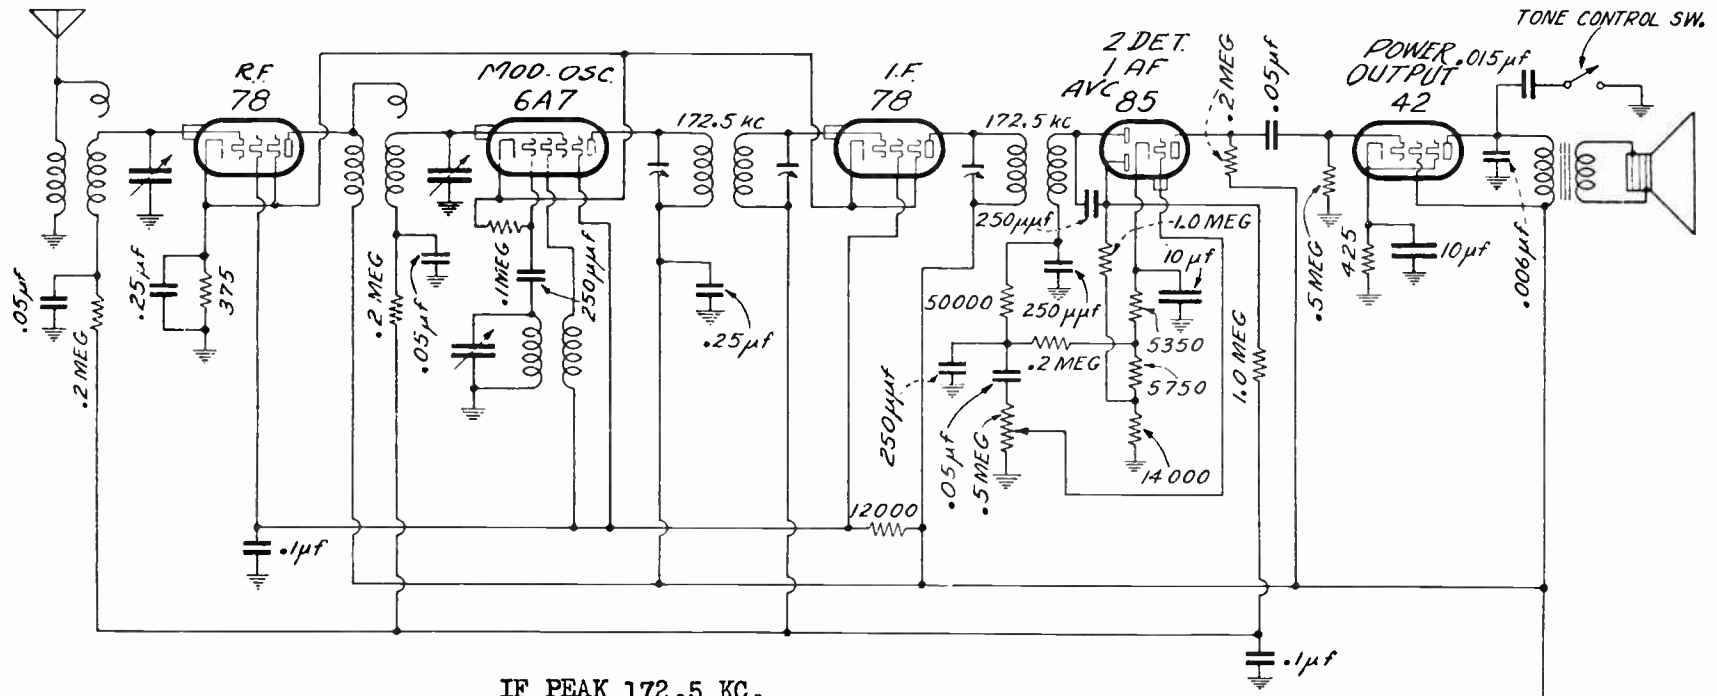 TONE CONTROL SW.
R.F.
78
MOD-OSC.
6A7
I.F.
78
2 DET.
1 AF
AVC 85
.2 MEG
.05µf
POWER
OUTPUT
42
.015µf
172.5 KC
172.5 KC
.05µf
.2 MEG
.25µf
375
.2 MEG
.05µf
.1MEG
250µµf
.25µf
250µµf
1.0 MEG
10µf
50000
250µµf
.2 MEG
5350
5750
14000
250µµf
.05µf
.5 MEG
1.0 MEG
.5 MEG
425
10µf
.006µf
12000
.1µf
.1µf
IF PEAK 172.5 KC.